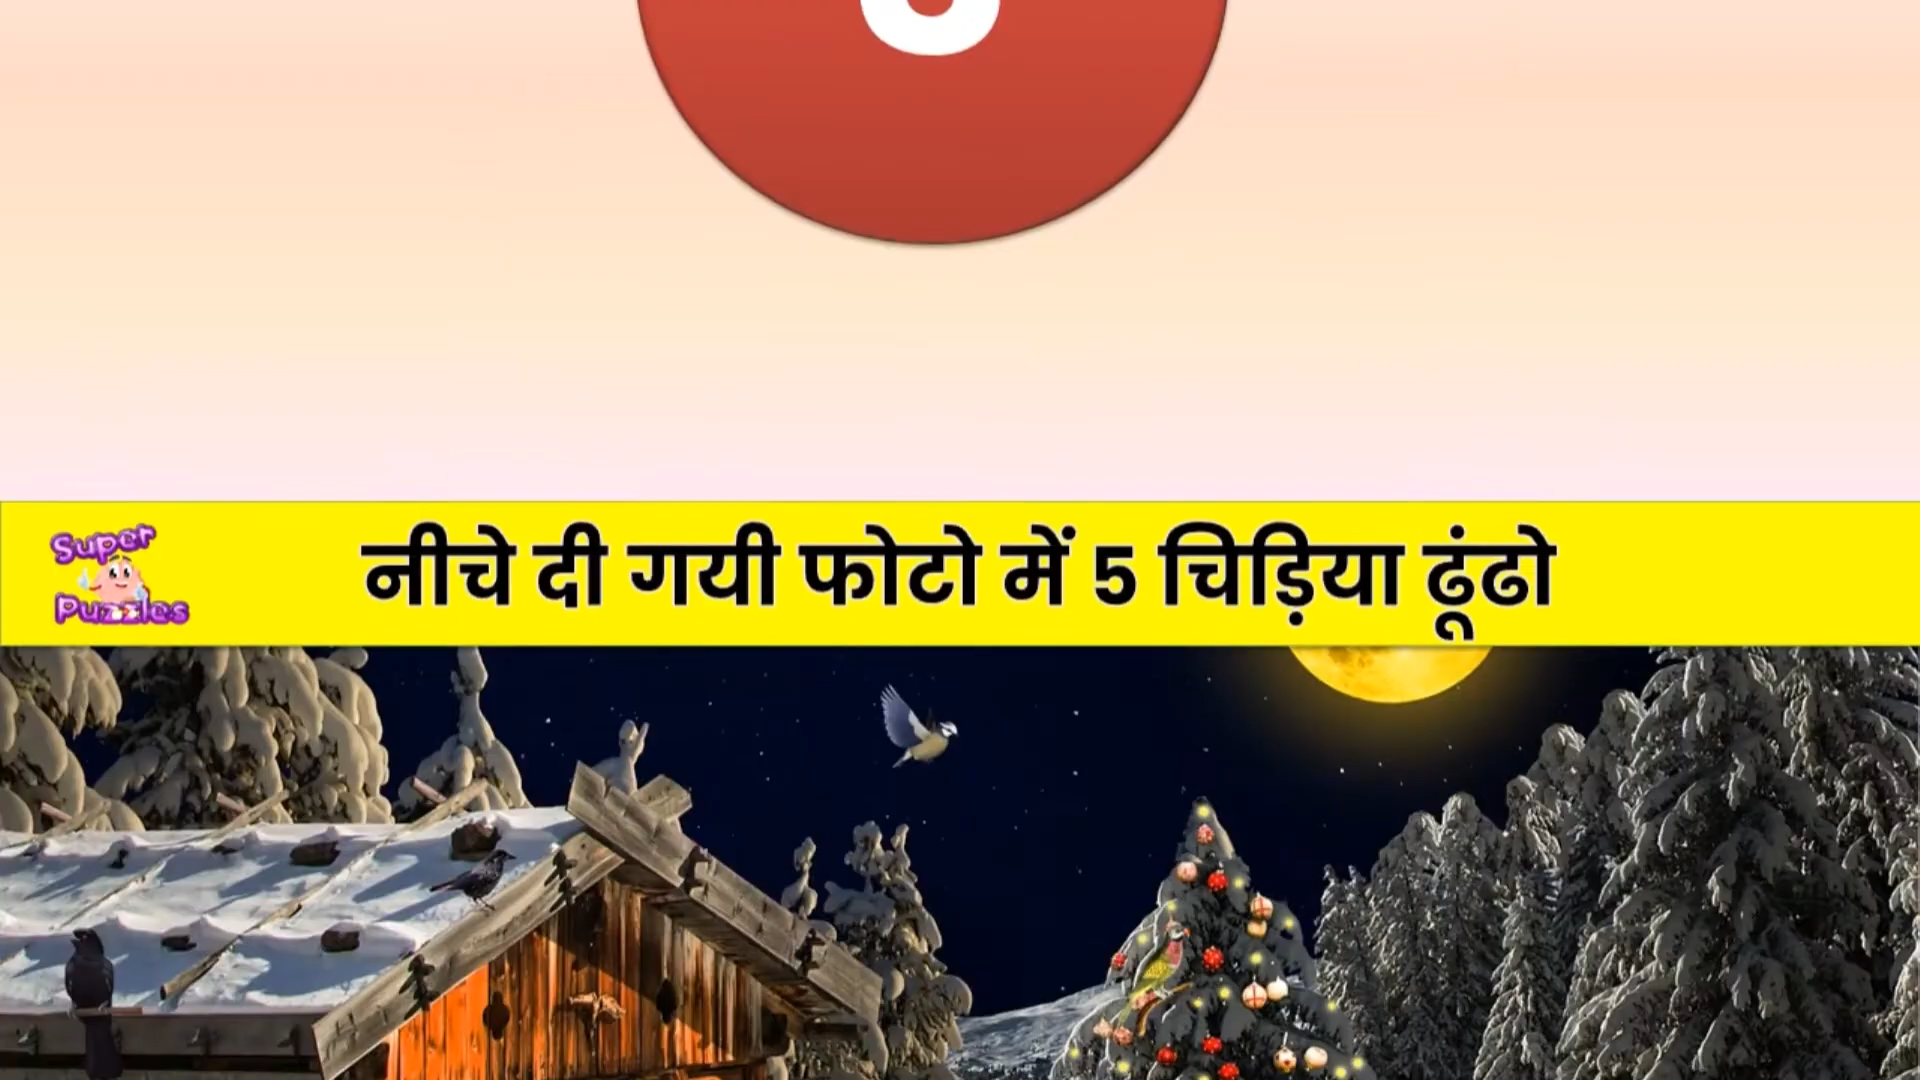 Super
Puzzles
नीचे दी गयी फोटो में 5 चिड़िया ढूंढो